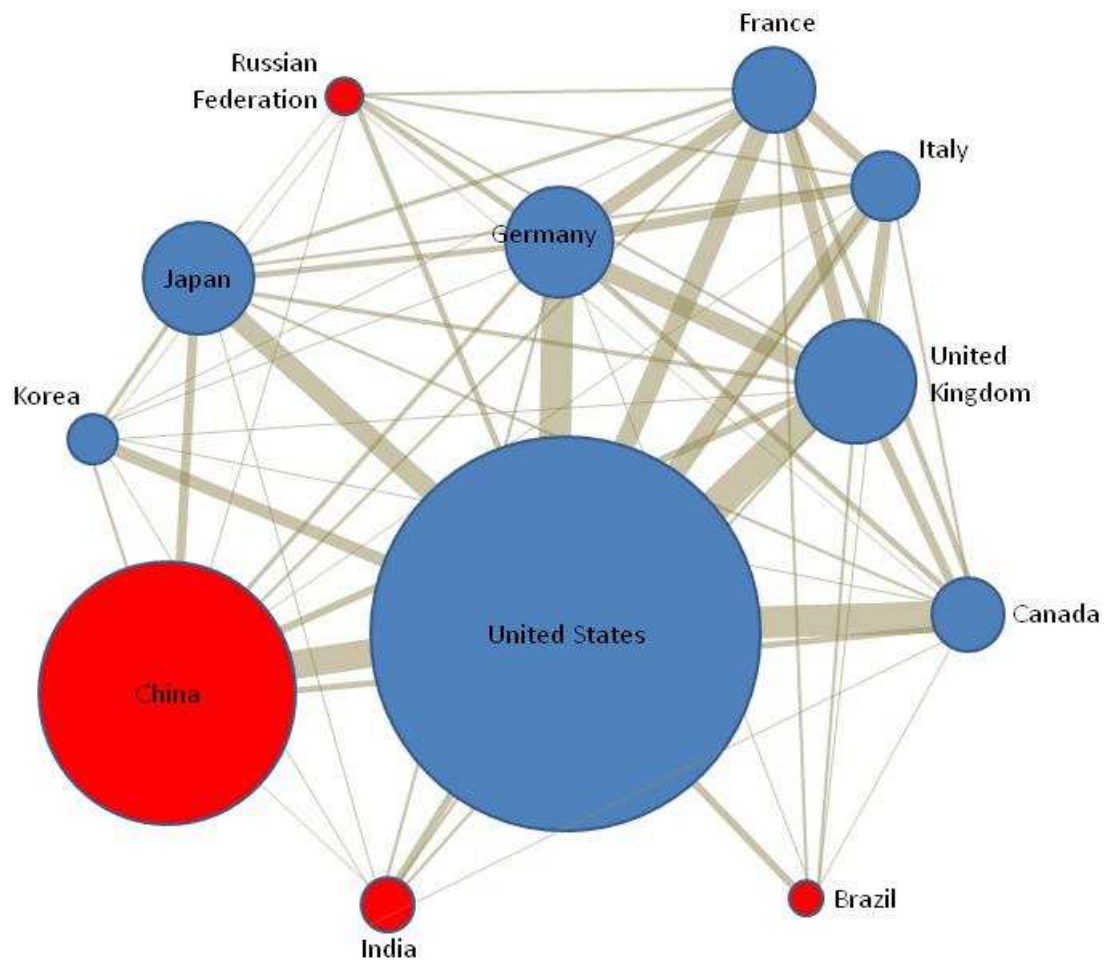 France
Russian
Federation
Italy
Germany
Japan
United
Kingdom
Korea
Canada
United States
China
Brazil
India